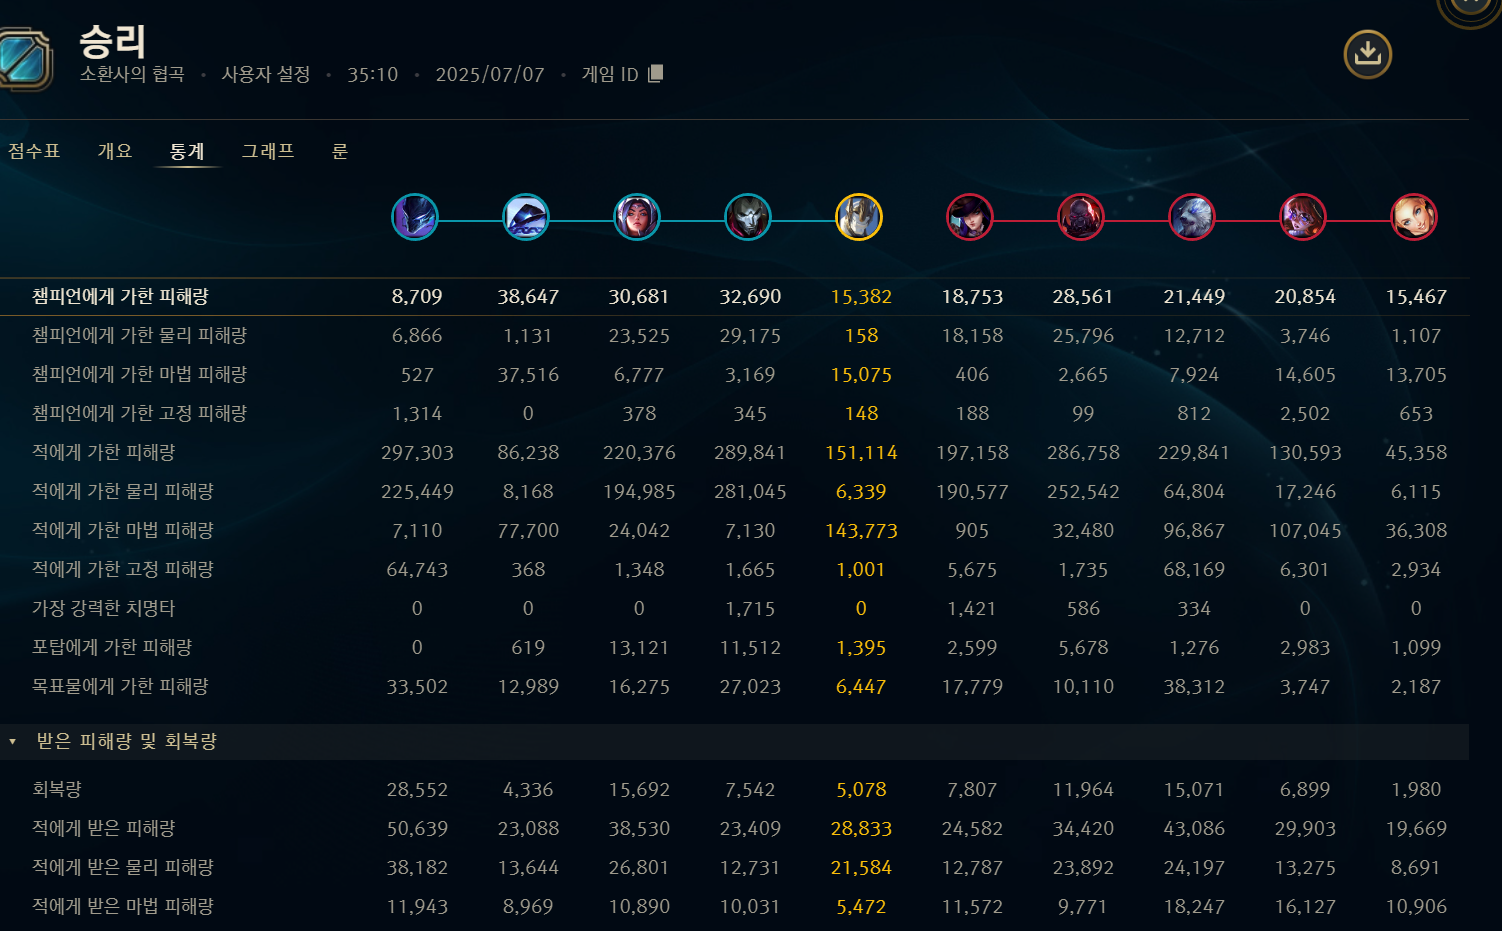 승리
소환사의 협곡 • 사용자 설정 • 35:10 • 2025/07/07 • 게임 ID
점수표 개요 통계 그래프 룬
챔피언에게 가한 피해량 8,709 38,647 30,681 32,690 15,382 18,753 28,561 21,449 20,854 15,467
챔피언에게 가한 물리 피해량 6,866 1,131 23,525 29,175 158 18,158 25,796 12,712 3,746 1,107
챔피언에게 가한 마법 피해량 527 37,516 6,777 3,169 15,075 406 2,665 7,924 14,605 13,705
챔피언에게 가한 고정 피해량 1,314 0 378 345 148 188 99 812 2,502 653
적에게 가한 피해량 297,303 86,238 220,376 289,841 151,114 197,158 286,758 229,841 130,593 45,358
적에게 가한 물리 피해량 225,449 8,168 194,985 281,045 6,339 190,577 252,542 64,804 17,246 6,115
적에게 가한 마법 피해량 7,110 77,700 24,042 7,130 143,773 905 32,480 96,867 107,045 36,308
적에게 가한 고정 피해량 64,743 368 1,348 1,665 1,001 5,675 1,735 68,169 6,301 2,934
가장 강력한 치명타 0 0 0 1,715 0 1,421 586 334 0 0
포탑에게 가한 피해량 0 619 13,121 11,512 1,395 2,599 5,678 1,276 2,983 1,099
목표물에게 가한 피해량 33,502 12,989 16,275 27,023 6,447 17,779 10,110 38,312 3,747 2,187
받은 피해량 및 회복량
회복량 28,552 4,336 15,692 7,542 5,078 7,807 11,964 15,071 6,899 1,980
적에게 받은 피해량 50,639 23,088 38,530 23,409 28,833 24,582 34,420 43,086 29,903 19,669
적에게 받은 물리 피해량 38,182 13,644 26,801 12,731 21,584 12,787 23,892 24,197 13,275 8,691
적에게 받은 마법 피해량 11,943 8,969 10,890 10,031 5,472 11,572 9,771 18,247 16,127 10,906